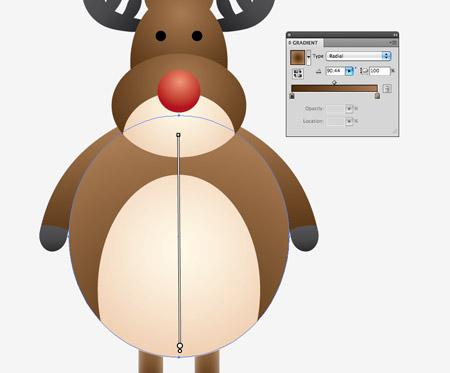 GRADIENT
Type Radial
90.44 ° 100 %
Opacity: %
Location: %